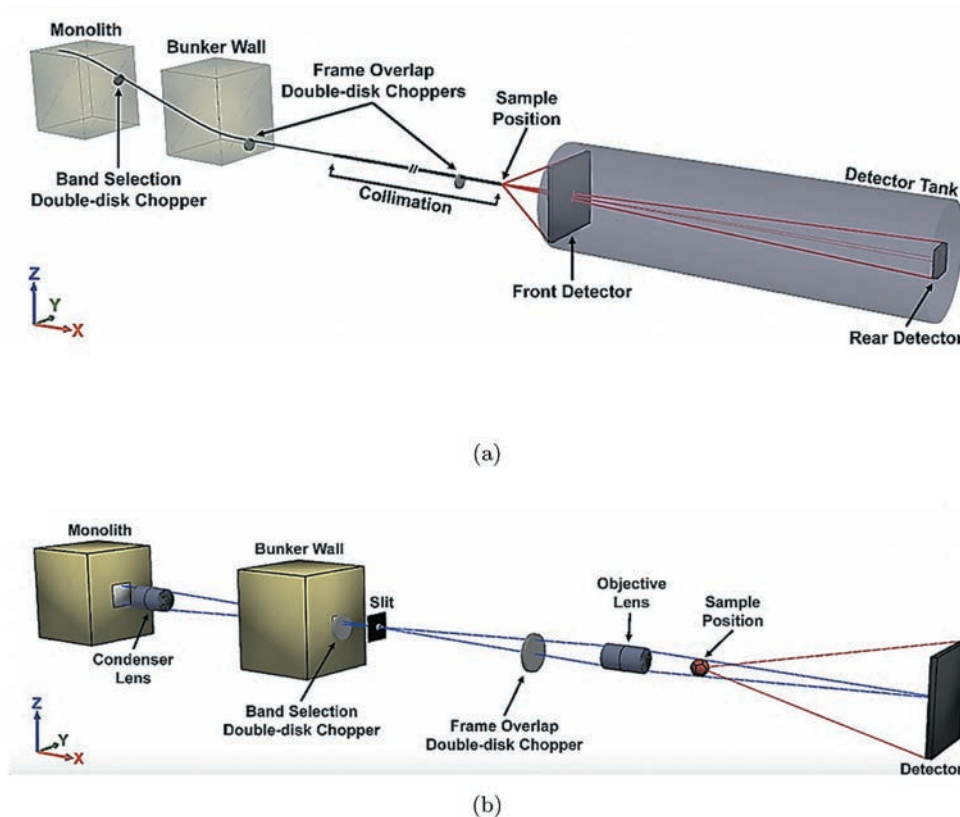 (a)
Monolith
Bunker Wall
Frame Overlap
Double-disk Choppers
Sample
Position
Detector Tank
Band Selection
Double-disk Chopper
Collimation
Front Detector
Rear Detector
Z
Y
X
(a)
Monolith
Bunker Wall
Slit
Objective
Lens
Sample
Position
Condenser
Lens
Band Selection
Double-disk Chopper
Frame Overlap
Double-disk Chopper
Detector
Z
Y
X
(b)